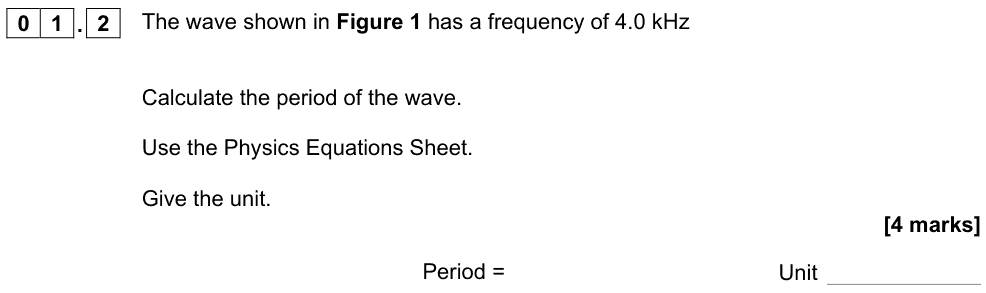 0 1 . 2 The wave shown in Figure 1 has a frequency of 4.0 kHz
Calculate the period of the wave.
Use the Physics Equations Sheet.
Give the unit.
[4 marks]
Period = Unit